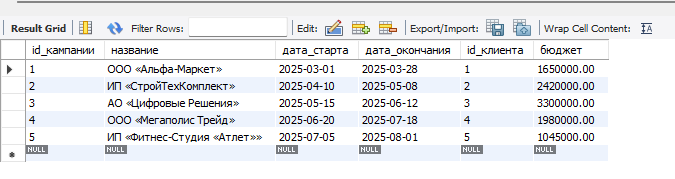 Result Grid Filter Rows: Edit: Export/Import: Wrap Cell Content: IA
id_кампании название дата_старта дата_окончания id_клиента бюджет
1 ООО «Альфа-Маркет» 2025-03-01 2025-03-28 1 1650000.00
2 ИП «СтройТехКомплект» 2025-04-10 2025-05-08 2 2420000.00
3 АО «Цифровые Решения» 2025-05-15 2025-06-12 3 3300000.00
4 ООО «Мегаполис Трейд» 2025-06-20 2025-07-18 4 1980000.00
5 ИП «Фитнес-Студия «Атлет»» 2025-07-05 2025-08-01 5 1045000.00
NULL NULL NULL NULL NULL NULL